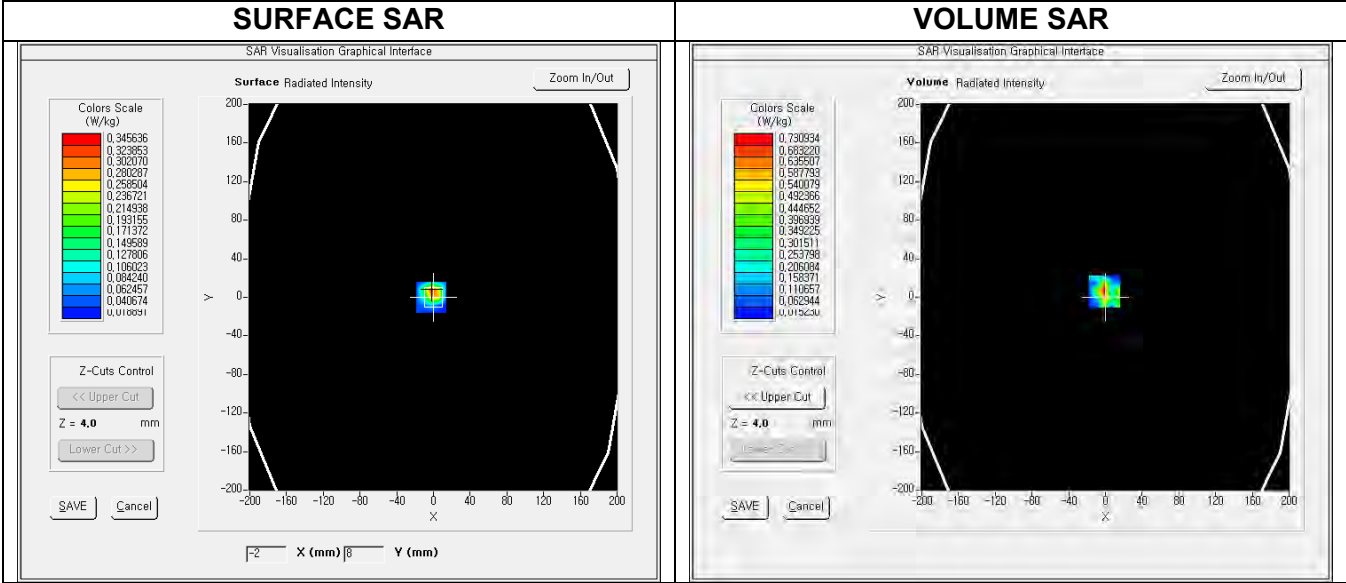 SURFACE SAR
SAR Visualisation Graphical Interface
Surface Radiated Intensity
Zoom In/Out
Colors Scale
(W/kg)
0.345636
0.323853
0.302070
0.280287
0.258504
0.236721
0.214938
0.193155
0.171372
0.149589
0.127806
0.106023
0.084240
0.062457
0.040674
0.018891
Z-Cuts Control
<< Upper Cut
Z = 4.0 mm
Lower Cut >>
SAVE
Cancel
200
160
120
80
40
0
-40
-80
-120
-160
-200
Y
-200 -160 -120 -80 -40 0 40 80 120 160 200
X
-2 X (mm) 8 Y (mm)
VOLUME SAR
SAR Visualisation Graphical Interface
Volume Radiated Intensity
Zoom In/Out
Colors Scale
(W/kg)
0.730934
0.683220
0.635507
0.587793
0.540079
0.492366
0.444652
0.396939
0.349225
0.301511
0.253798
0.206084
0.158371
0.110657
0.062944
0.015230
Z-Cuts Control
<< Upper Cut
Z = 4.0 mm
Lower Cut
SAVE
Cancel
200
160
120
80
40
0
-40
-80
-120
-160
-200
Y
-200 -160 -120 -80 -40 0 40 80 120 160 200
X